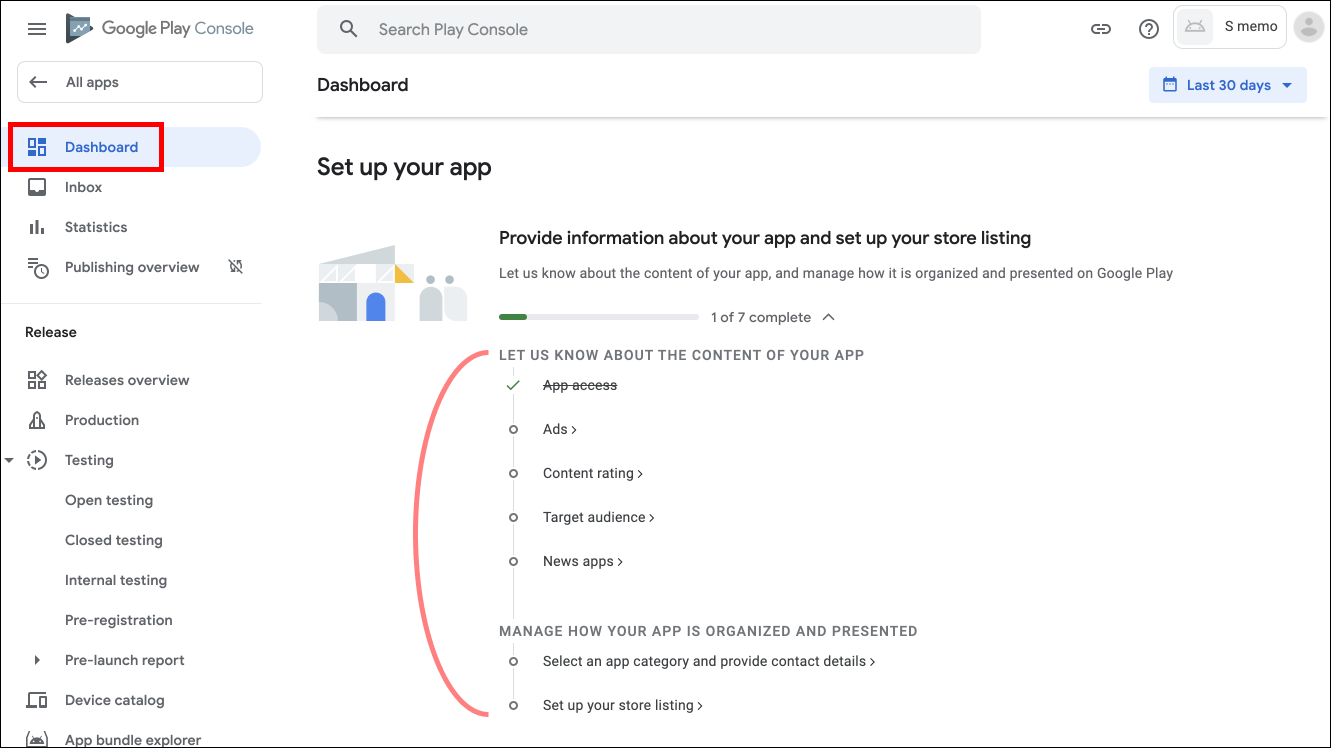 Google Play Console
Search Play Console
S memo
All apps
Dashboard
Last 30 days
Dashboard
Inbox
Statistics
Publishing overview
Release
Releases overview
Production
Testing
Open testing
Closed testing
Internal testing
Pre-registration
Pre-launch report
Device catalog
App bundle explorer
Set up your app
Provide information about your app and set up your store listing
Let us know about the content of your app, and manage how it is organized and presented on Google Play
1 of 7 complete
LET US KNOW ABOUT THE CONTENT OF YOUR APP
App access
Ads
Content rating
Target audience
News apps
MANAGE HOW YOUR APP IS ORGANIZED AND PRESENTED
Select an app category and provide contact details
Set up your store listing